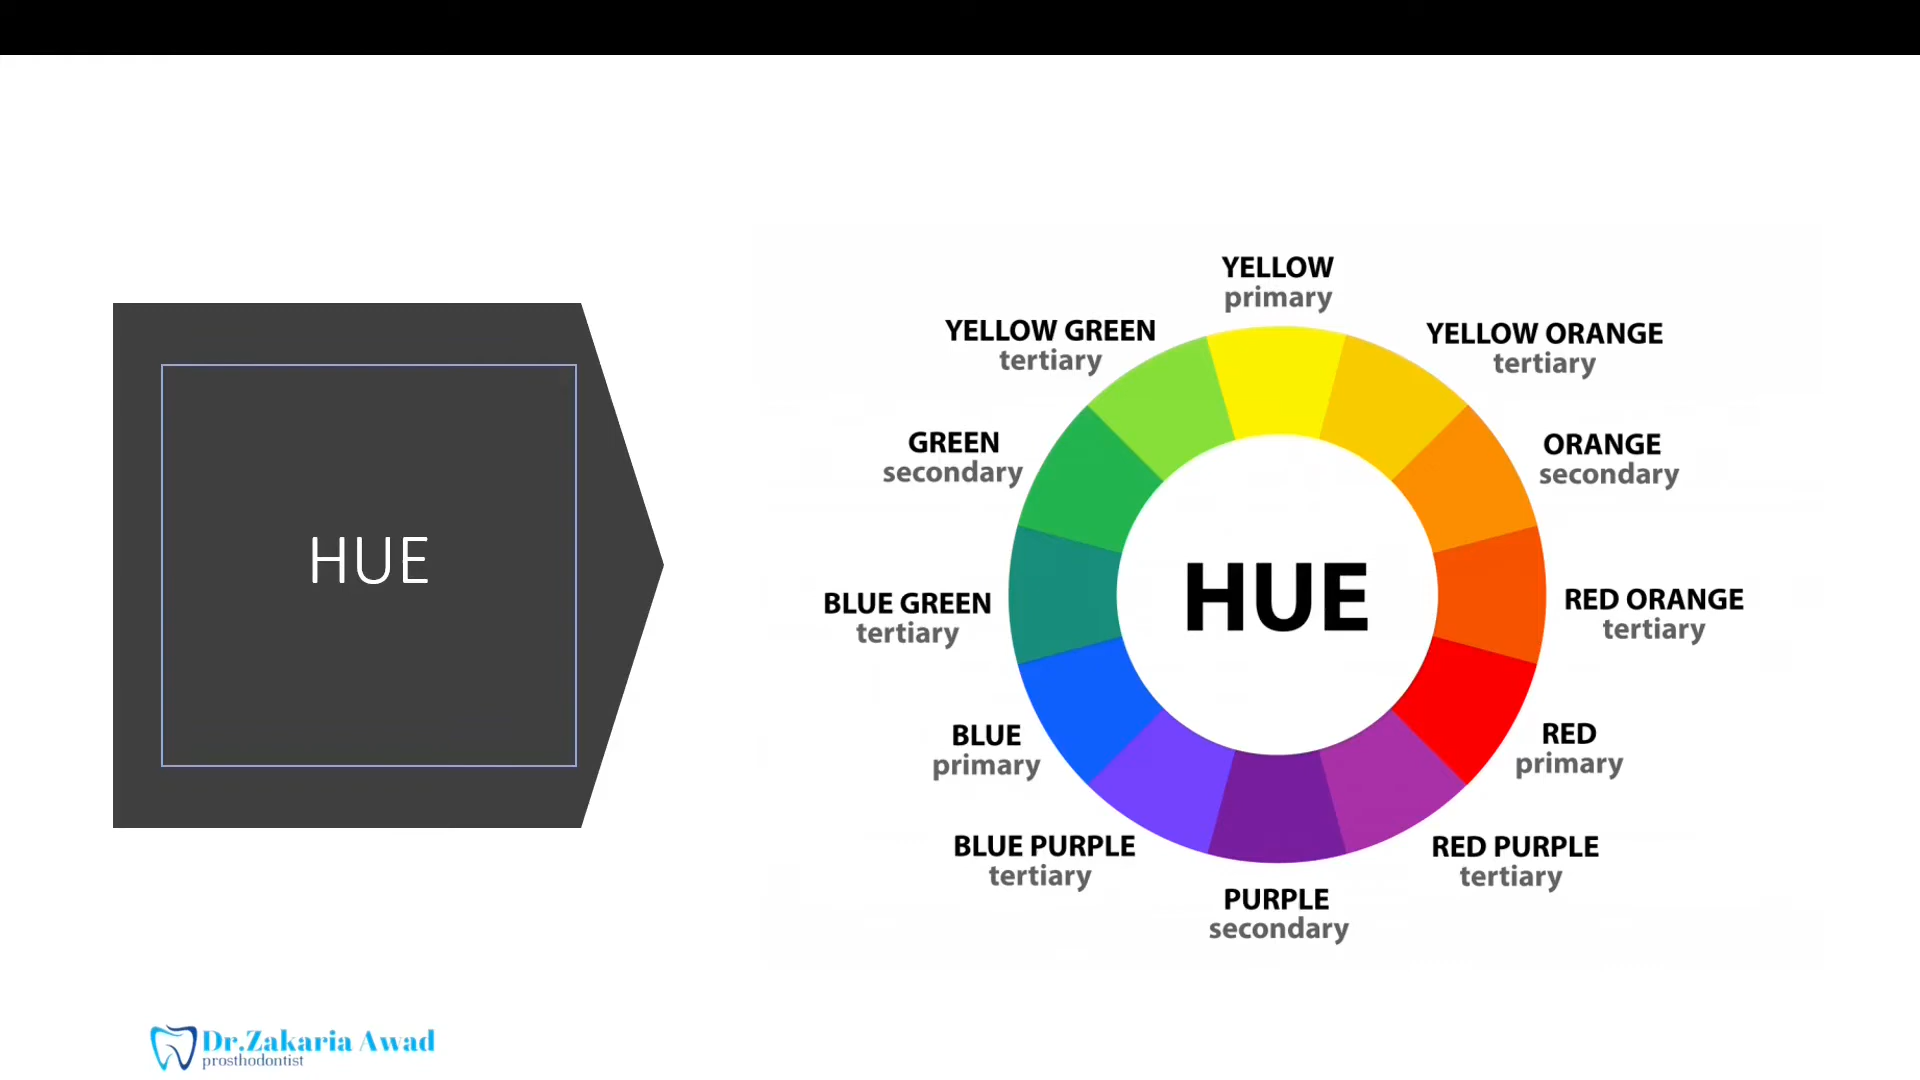 HUE
YELLOW
primary
YELLOW GREEN
tertiary
YELLOW ORANGE
tertiary
GREEN
secondary
ORANGE
secondary
HUE
BLUE GREEN
tertiary
RED ORANGE
tertiary
BLUE
primary
RED
primary
BLUE PURPLE
tertiary
RED PURPLE
tertiary
PURPLE
secondary
Dr.Zakaria Awad
prosthodontist